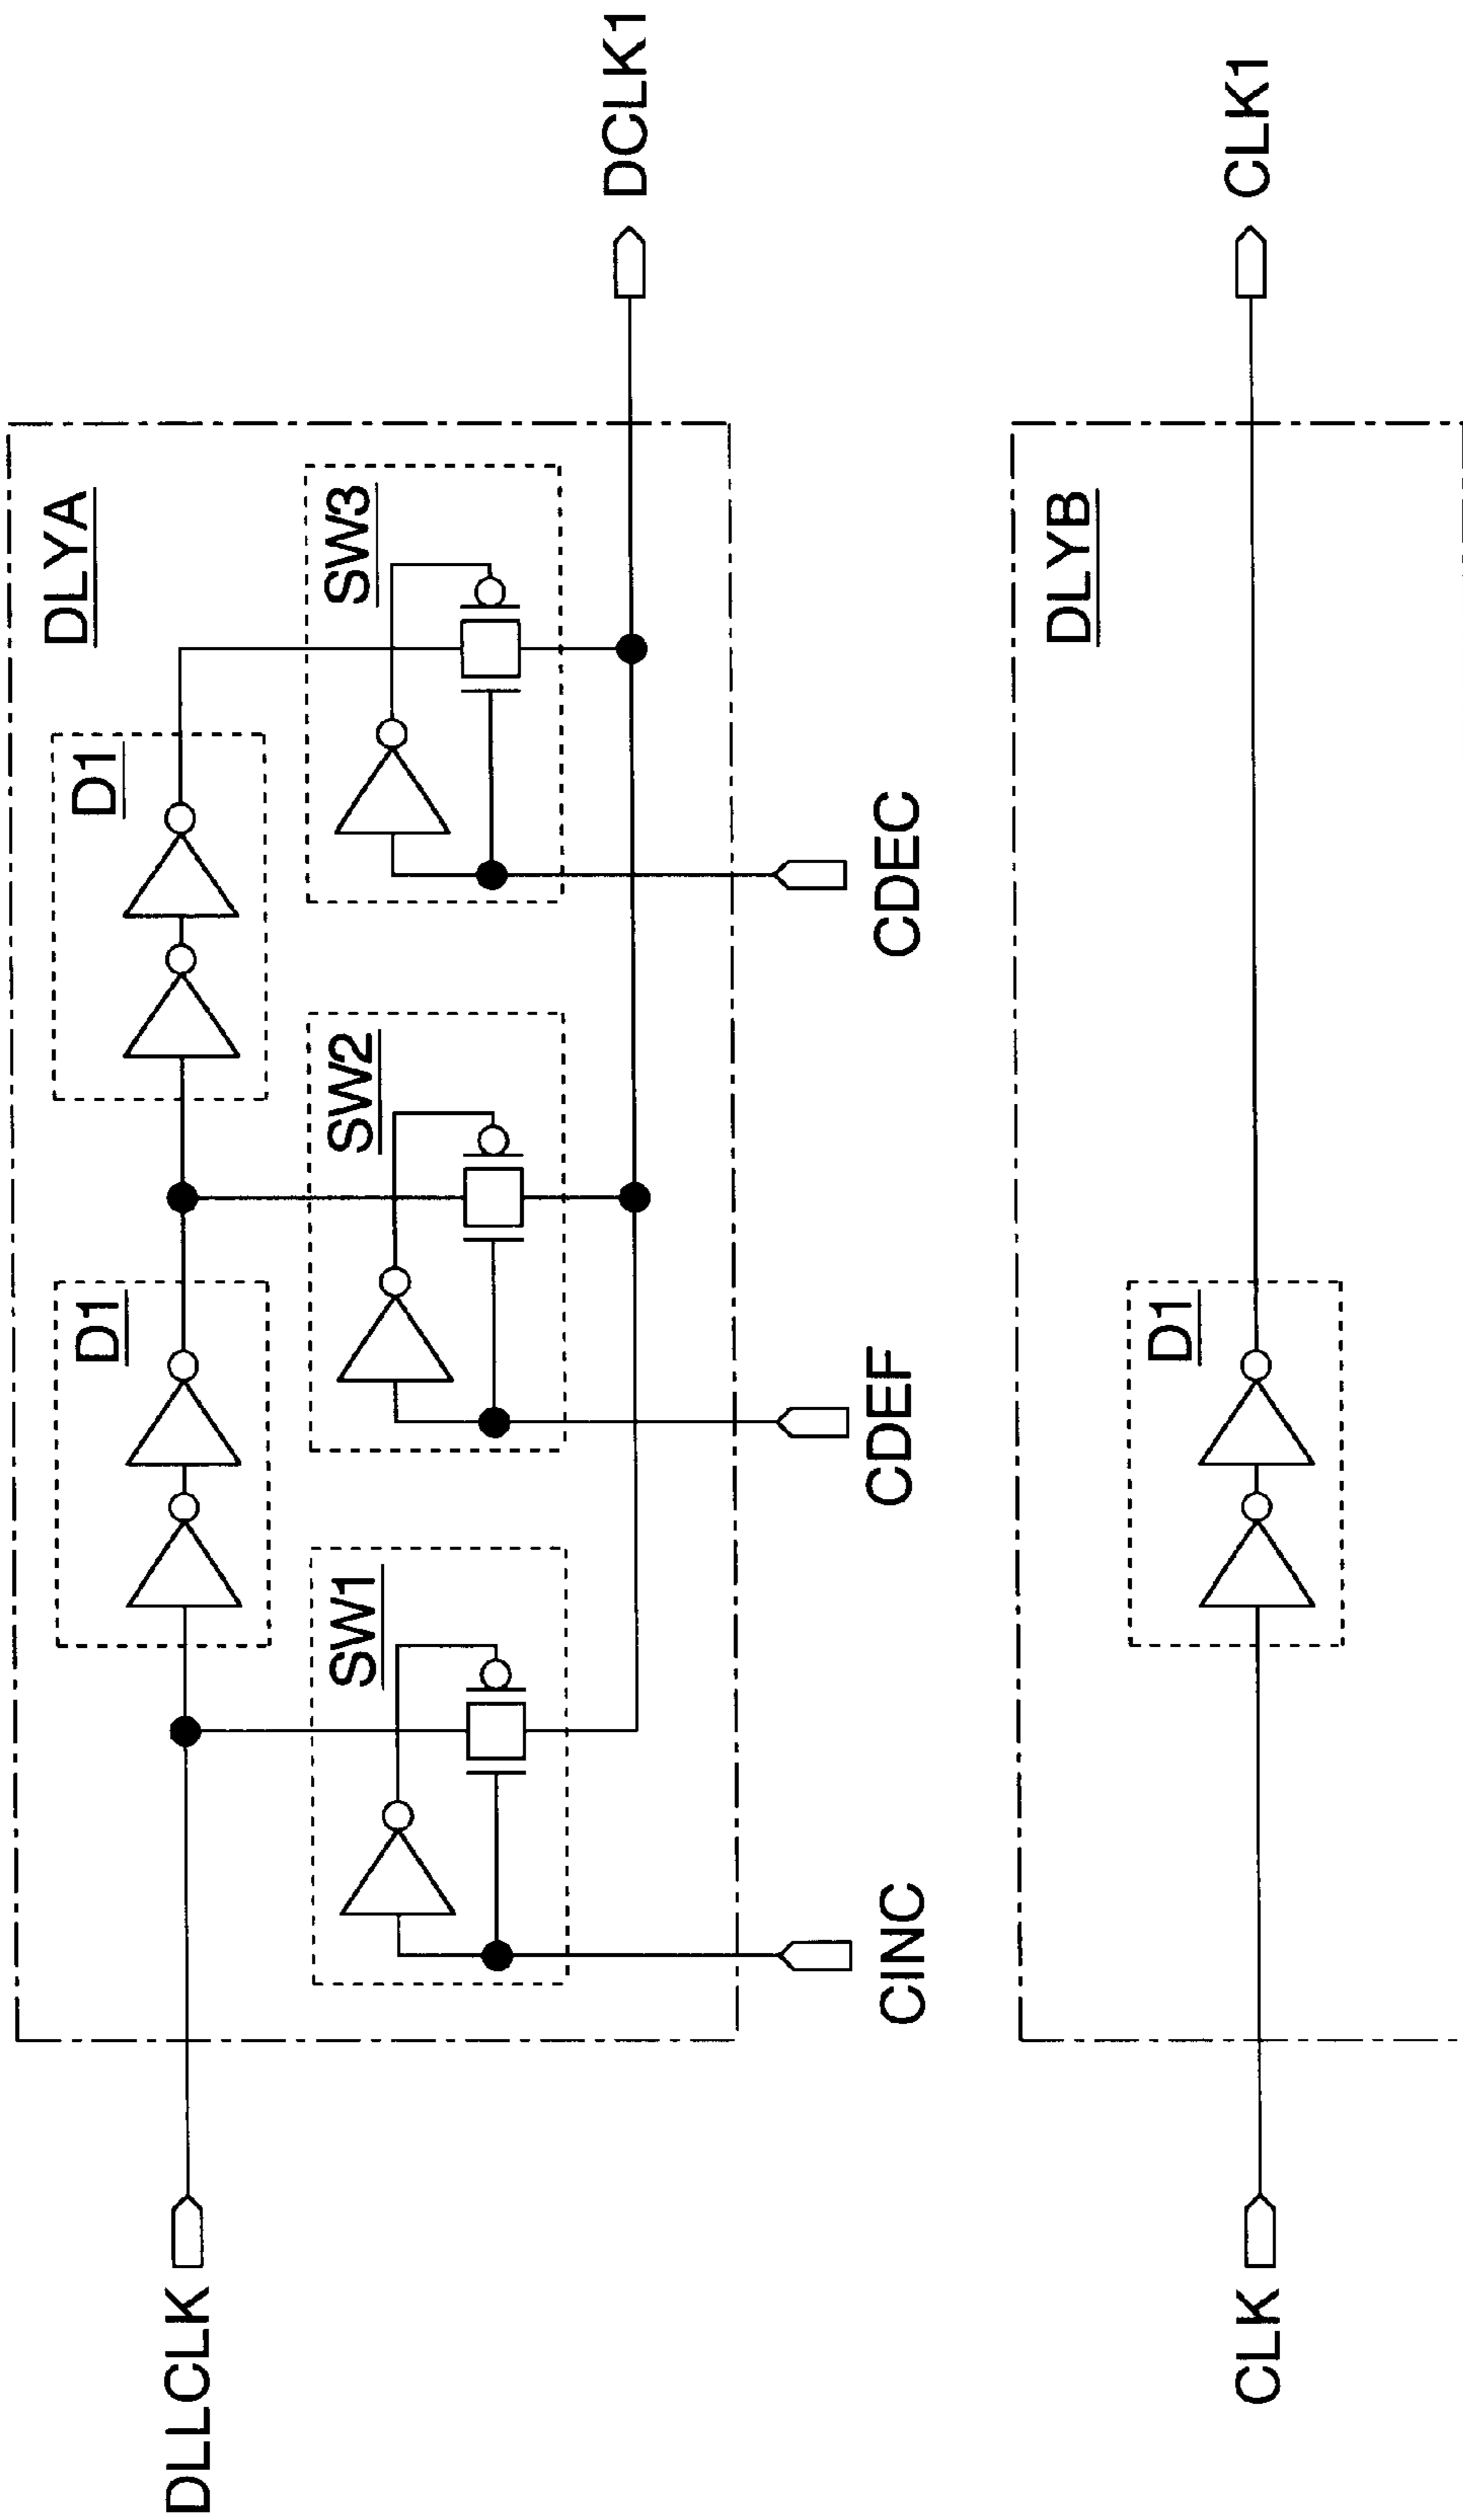 DLYA
D1
D1
SW1
SW2
SW3
DLLCLK
DCLK1
CINC
CDEF
CDEC
DLYB
D1
CLK
CLK1